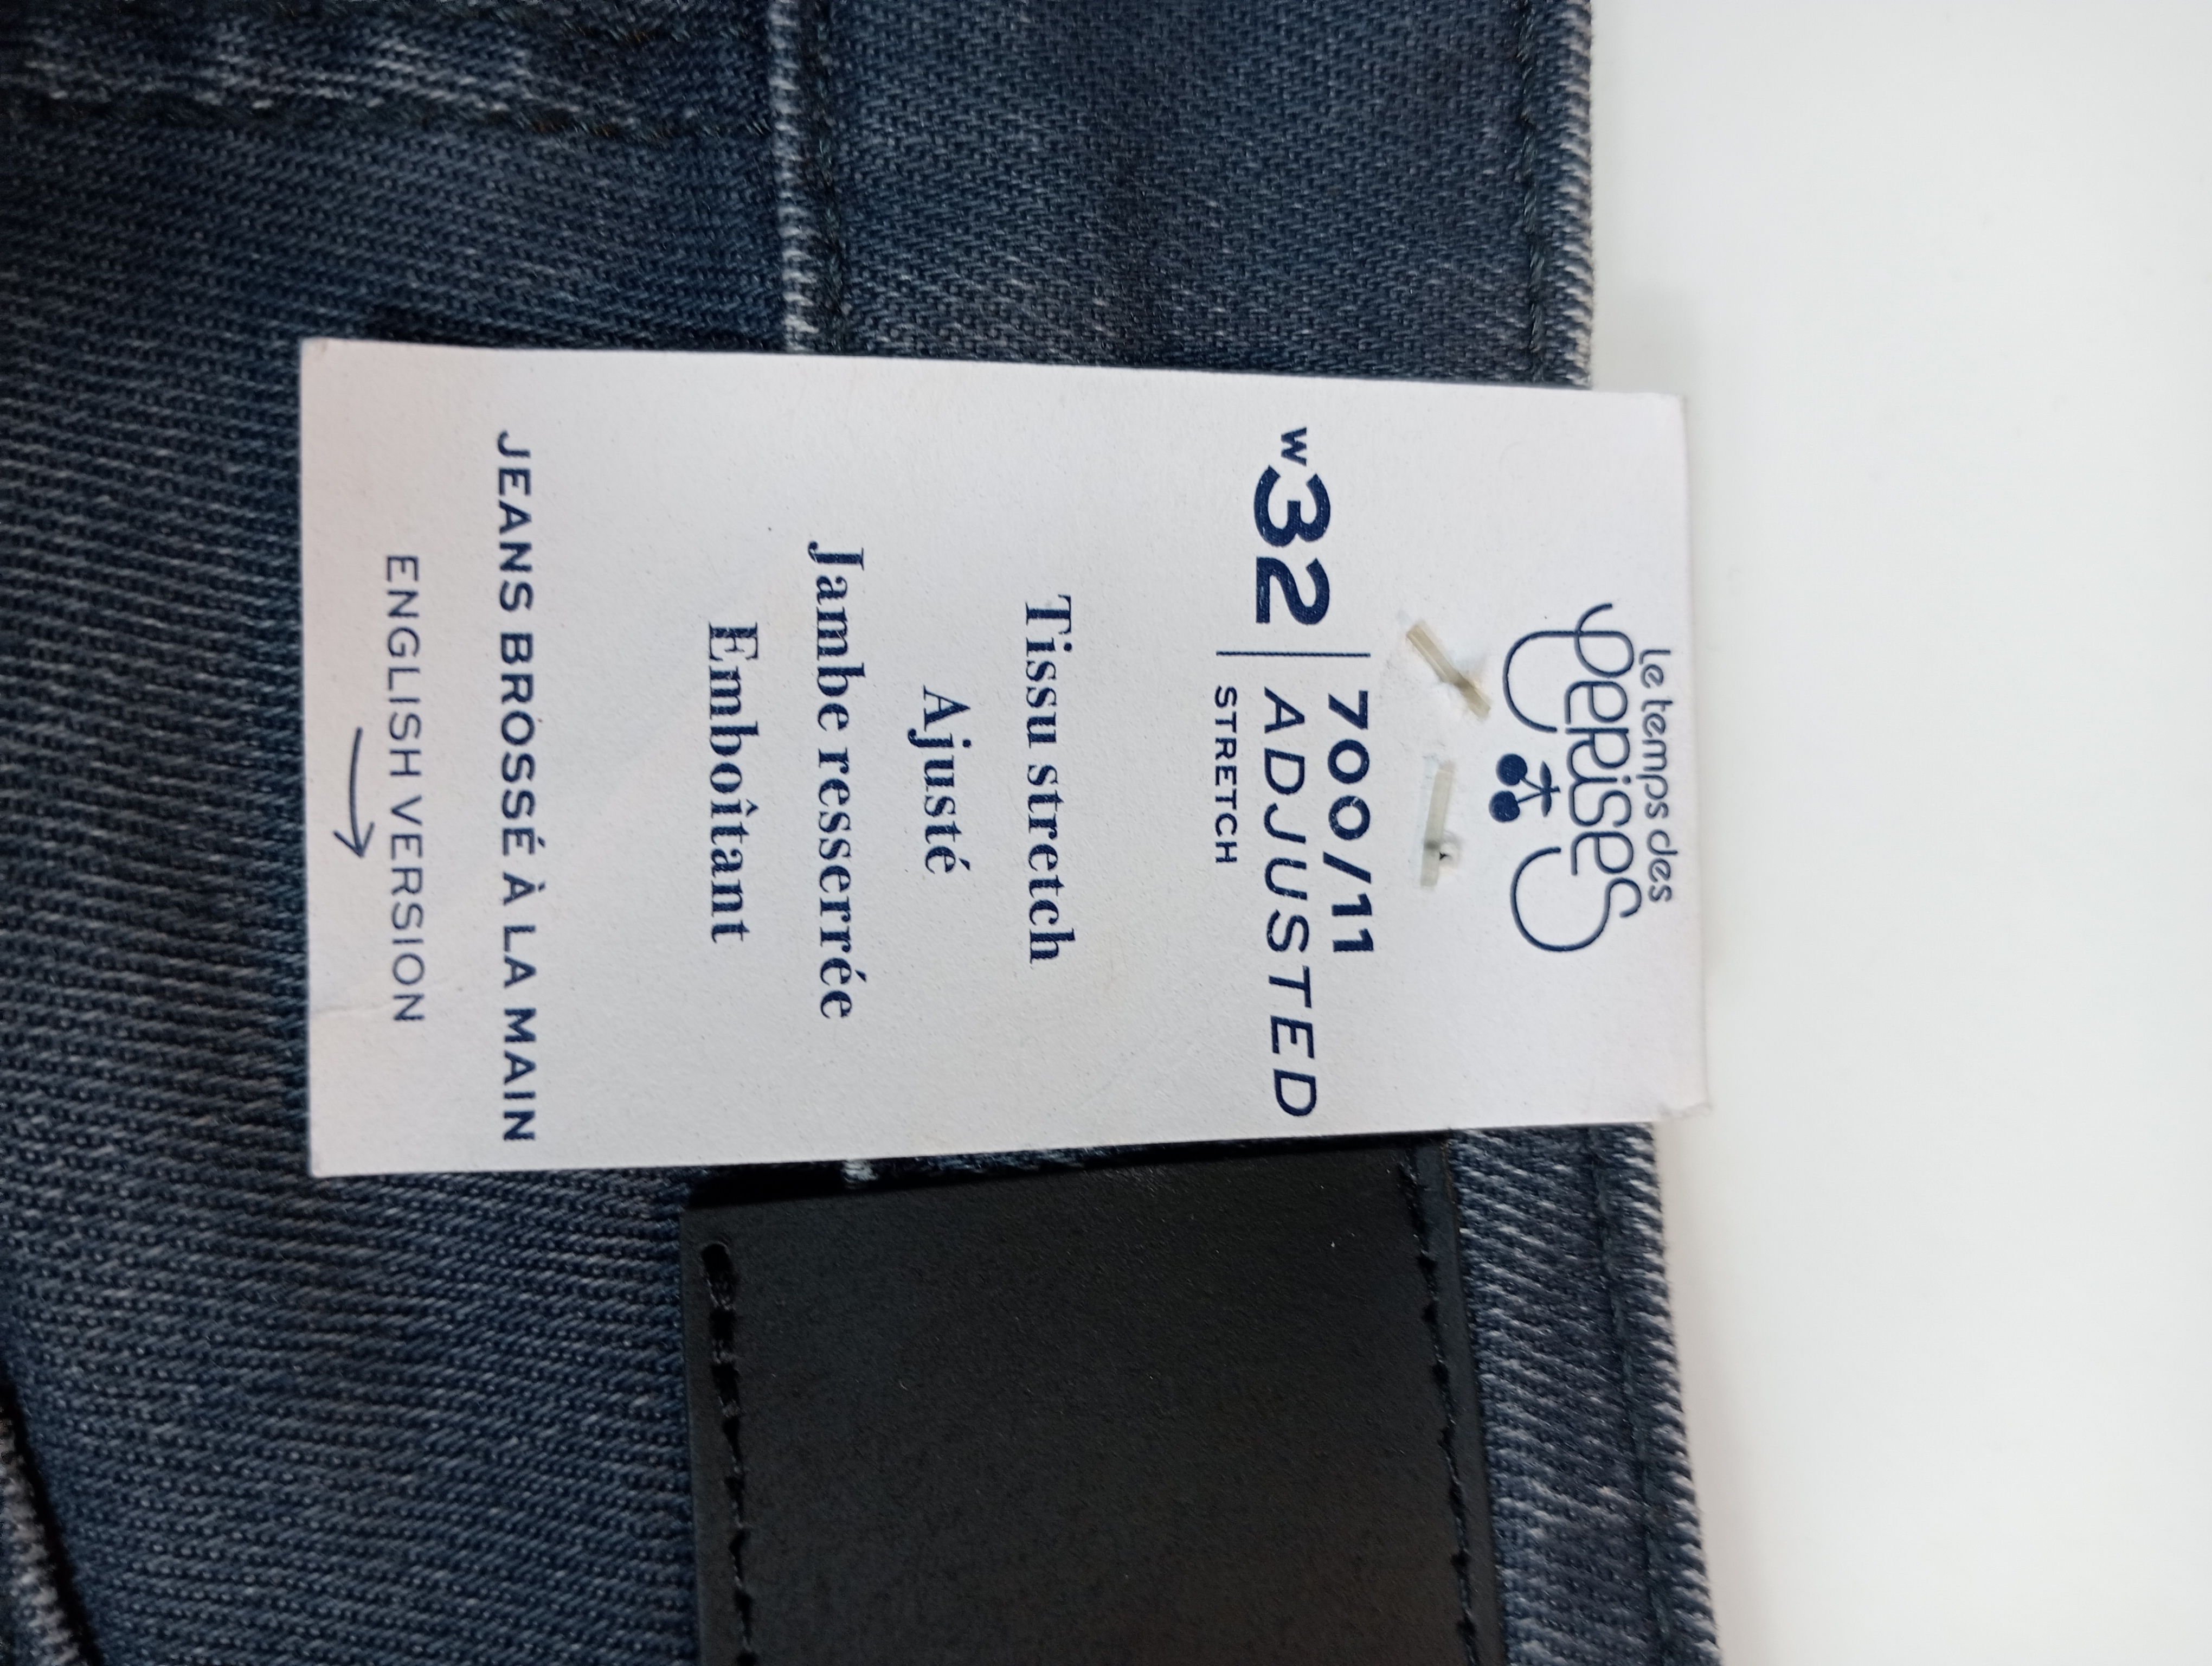 Le temps des
CERISES
W32
700/11
ADJUSTED
STRETCH
Tissu stretch
Ajusté
Jambe resserrée
Emboîtant
JEANS BROSSÉ À LA MAIN
ENGLISH VERSION